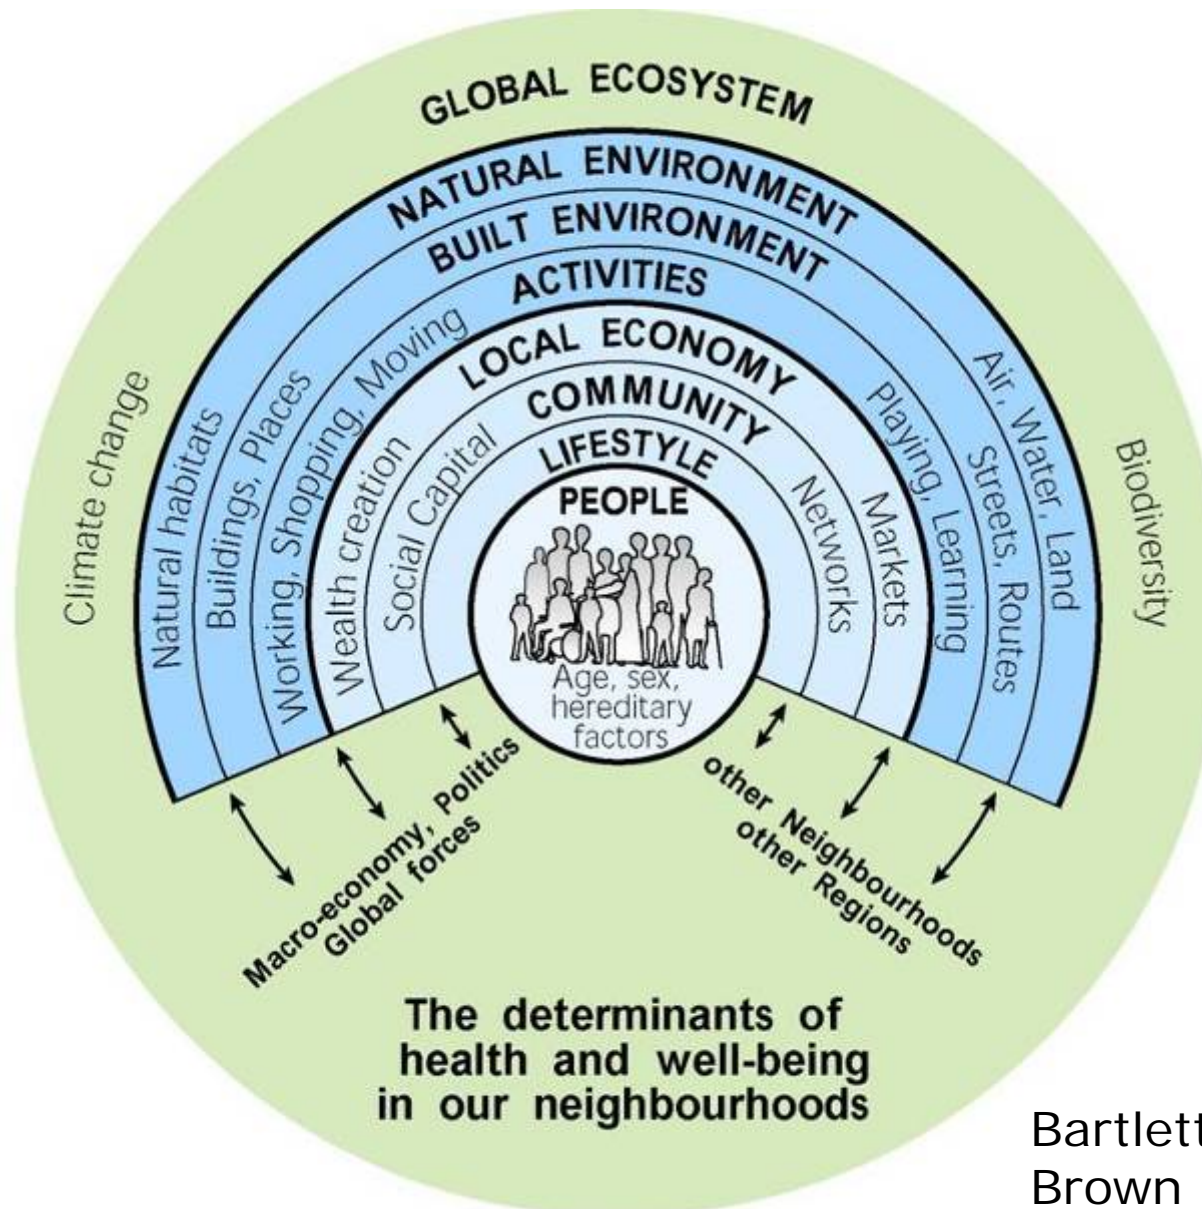 GLOBAL ECOSYSTEM
NATURAL ENVIRONMENT
BUILT ENVIRONMENT
ACTIVITIES
LOCAL ECONOMY
COMMUNITY
LIFESTYLE
PEOPLE
Age, sex,
hereditary
factors
Climate change
Natural habitats
Buildings, Places
Working, Shopping, Moving
Wealth creation
Social Capital
Networks
Markets
Playing, Learning
Streets, Routes
Air, Water, Land
Biodiversity
Macro-economy, Politics
Global forces
other Neighbourhoods
other Regions
The determinants of
health and well-being
in our neighbourhoods
Bartlett
Brown